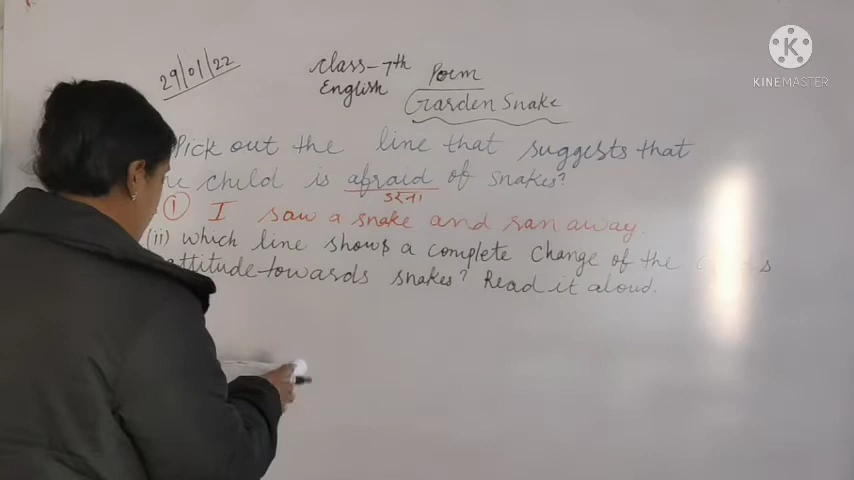 29/01/22
class-7th
English
Poem
Garden Snake
Pick out the line that suggests that
child is afraid of snakes?
डरना
① I saw a snake and ran away.
(ii) which line shows a complete change of the
attitude towards snakes? Read it aloud.
KINEMASTER